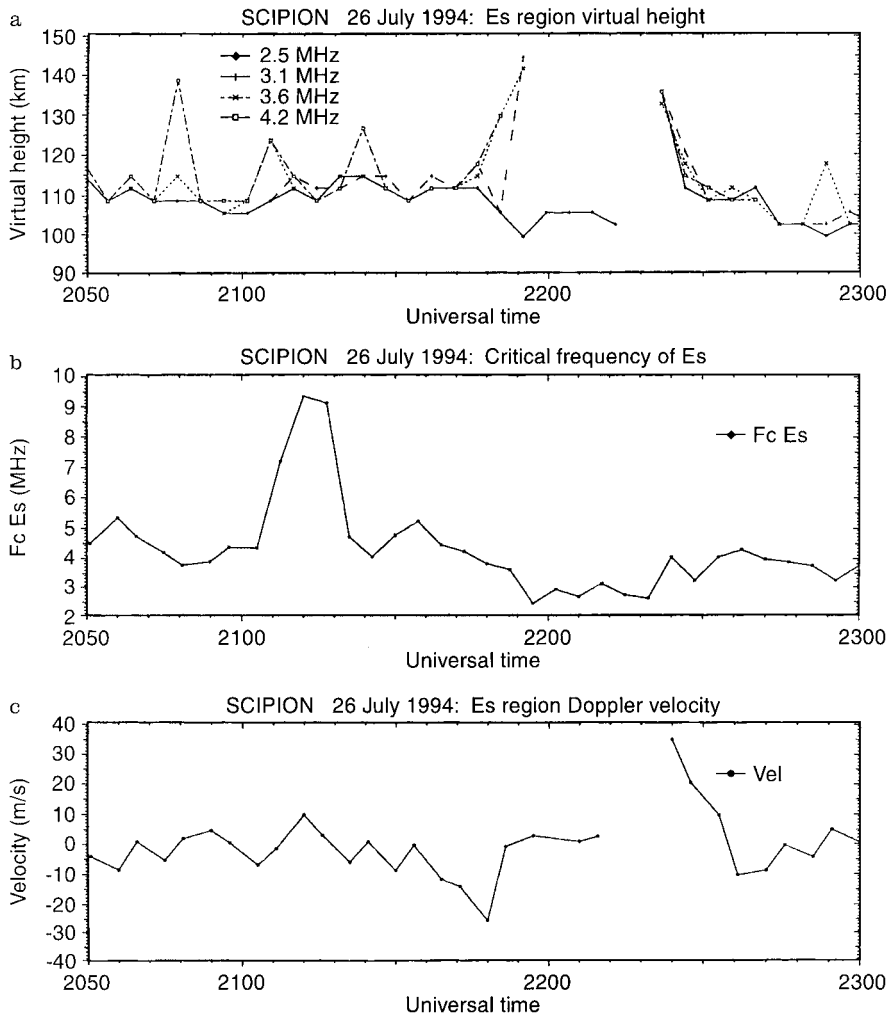 a
SCIPION 26 July 1994: Es region virtual height
150
140
130
120
110
100
90
Virtual height (km)
2.5 MHz
3.1 MHz
3.6 MHz
4.2 MHz
2050 2100 2200 2300
Universal time
b
SCIPION 26 July 1994: Critical frequency of Es
10
9
8
7
6
5
4
3
2
Fc Es (MHz)
Fc Es
2050 2100 2200 2300
Universal time
c
SCIPION 26 July 1994: Es region Doppler velocity
40
30
20
10
0
-10
-20
-30
-40
Velocity (m/s)
Vel
2050 2100 2200 2300
Universal time